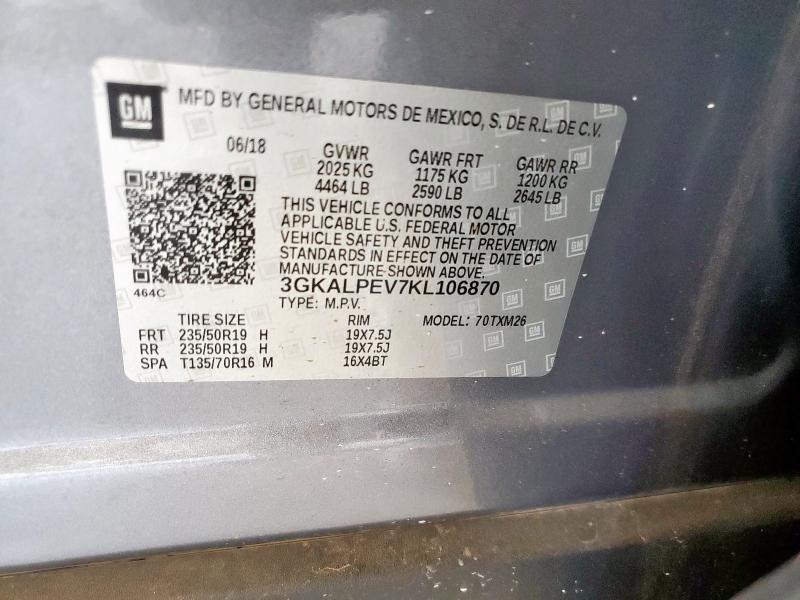 GM MFD BY GENERAL MOTORS DE MEXICO, S. DE R.L. DE C.V.
06/18 GVWR GAWR FRT GAWR RR
2025 KG 1175 KG 1200 KG
4464 LB 2590 LB 2645 LB
THIS VEHICLE CONFORMS TO ALL
APPLICABLE U.S. FEDERAL MOTOR
VEHICLE SAFETY AND THEFT PREVENTION
STANDARDS IN EFFECT ON THE DATE OF
MANUFACTURE SHOWN ABOVE.
464C 3GKALPEV7KL106870
TYPE: M.P.V.
TIRE SIZE RIM MODEL: 70TXM26
FRT 235/50R19 H 19X7.5J
RR 235/50R19 H 19X7.5J
SPA T135/70R16 M 16X4BT